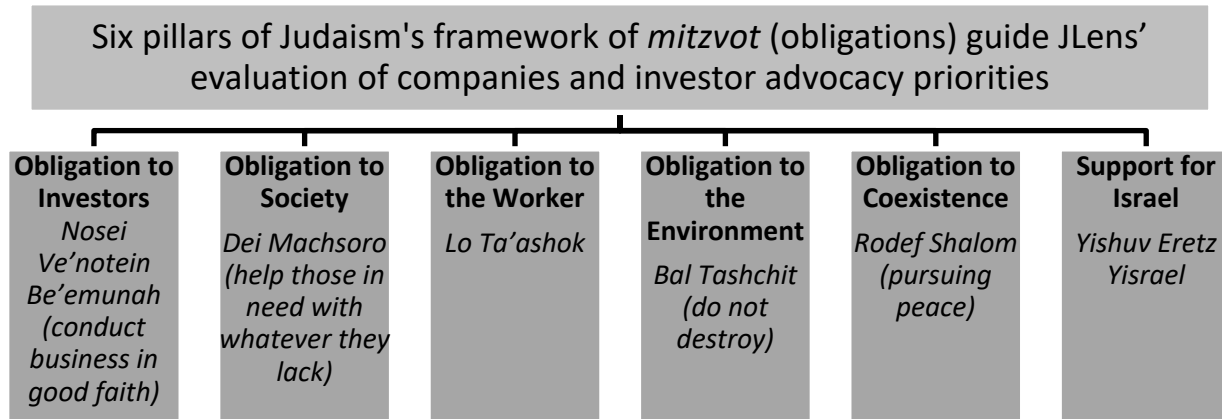 Six pillars of Judaism's framework of mitzvot (obligations) guide JLens’
evaluation of companies and investor advocacy priorities
Obligation to
Investors
Nosei
Ve’notein
Be’emunah
(conduct
business in
good faith)
Obligation to
Society
Dei Machsoro
(help those in
need with
whatever they
lack)
Obligation to
the Worker
Lo Ta’ashok
Obligation to
the
Environment
Bal Tashchit
(do not
destroy)
Obligation to
Coexistence
Rodef Shalom
(pursuing
peace)
Support for
Israel
Yishuv Eretz
Yisrael